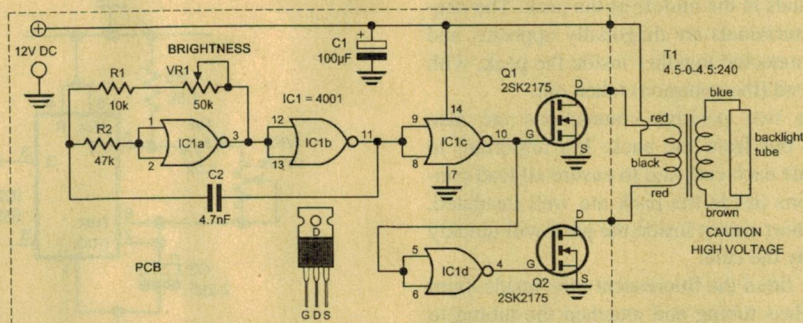 12V DC
BRIGHTNESS
VR1
R1
10k
50k
R2
47k
1
2
IC1a
3
IC1 = 4001
12
13
IC1b
11
C2
4.7nF
+
C1
100µF
14
9
8
IC1c
10
7
Q1
2SK2175
D
G
S
5
6
IC1d
4
G
D
S
Q2
2SK2175
T1
4.5-0-4.5:240
red
black
red
blue
brown
backlight
tube
CAUTION
HIGH VOLTAGE
PCB
D
G D S